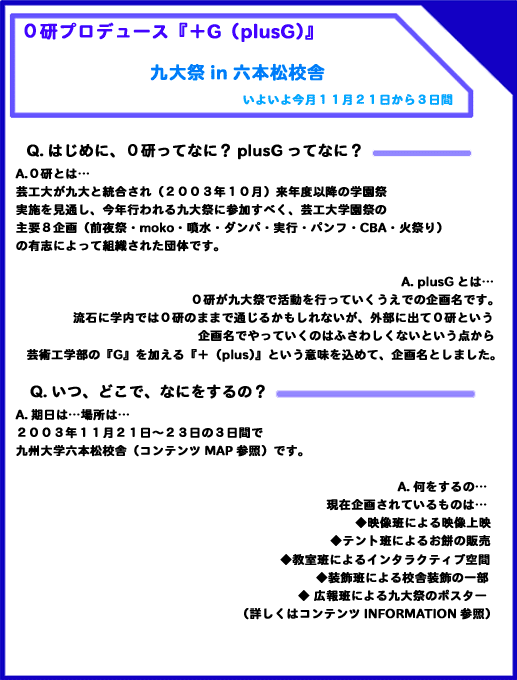 ０研プロデュース『＋G（plusG)』
九大祭 in 六本松校舎
いよいよ今月１１月２１日から３日間
Q. はじめに、０研ってなに？ plusG ってなに？
A.０研とは…
芸工大が九大と統合され（２００３年１０月）来年度以降の学園祭
実施を見通し、今年行われる九大祭に参加すべく、芸工大学園祭の
主要８企画（前夜祭・moko・噴水・ダンパ・実行・パンフ・CBA・火祭り）
の有志によって組織された団体です。
A. plusG とは…
０研が九大祭で活動を行っていくうえでの企画名です。
流石に学内では０研のままで通じるかもしれないが、外部に出て０研という
企画名でやっていくのはふさわしくないという点から
芸術工学部の『G』を加える『＋（plus)』という意味を込めて、企画名としました。
Q. いつ、どこで、なにをするの？
A. 期日は…場所は…
２００３年１１月２１日〜２３日の３日間で
九州大学六本松校舎（コンテンツ MAP 参照）です。
A. 何をするの…
現在企画されているものは…
◆映像班による映像上映
◆テント班によるお餅の販売
◆教室班によるインタラクティブ空間
◆装飾班による校舎装飾の一部
◆ 広報班による九大祭のポスター
（詳しくはコンテンツ INFORMATION 参照）